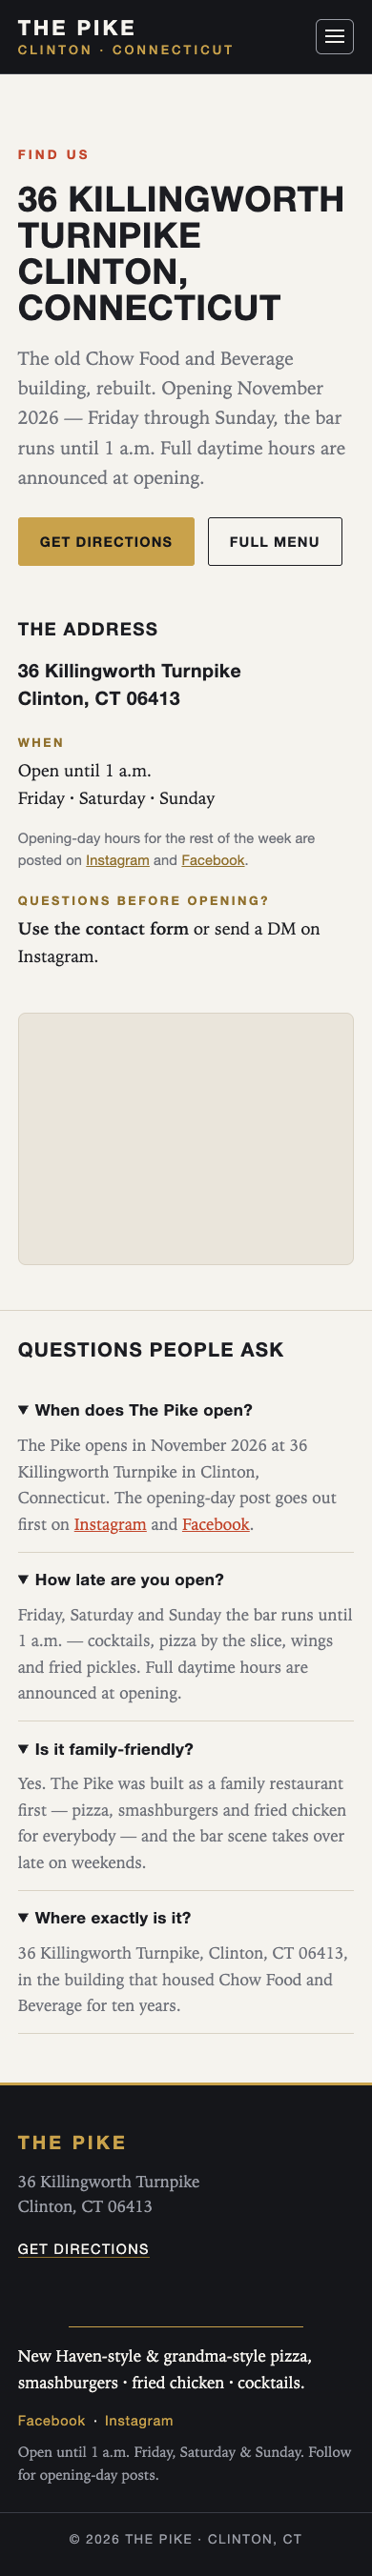 THE PIKE
CLINTON · CONNECTICUT
FIND US
36 KILLINGWORTH
TURNPIKE
CLINTON,
CONNECTICUT
The old Chow Food and Beverage
building, rebuilt. Opening November
2026 — Friday through Sunday, the bar
runs until 1 a.m. Full daytime hours are
announced at opening.
GET DIRECTIONS
FULL MENU
THE ADDRESS
36 Killingworth Turnpike
Clinton, CT 06413
WHEN
Open until 1 a.m.
Friday · Saturday · Sunday
Opening-day hours for the rest of the week are
posted on Instagram and Facebook.
QUESTIONS BEFORE OPENING?
Use the contact form or send a DM on
Instagram.
QUESTIONS PEOPLE ASK
▼ When does The Pike open?
The Pike opens in November 2026 at 36
Killingworth Turnpike in Clinton,
Connecticut. The opening-day post goes out
first on Instagram and Facebook.
▼ How late are you open?
Friday, Saturday and Sunday the bar runs until
1 a.m. — cocktails, pizza by the slice, wings
and fried pickles. Full daytime hours are
announced at opening.
▼ Is it family-friendly?
Yes. The Pike was built as a family restaurant
first — pizza, smashburgers and fried chicken
for everybody — and the bar scene takes over
late on weekends.
▼ Where exactly is it?
36 Killingworth Turnpike, Clinton, CT 06413,
in the building that housed Chow Food and
Beverage for ten years.
THE PIKE
36 Killingworth Turnpike
Clinton, CT 06413
GET DIRECTIONS
New Haven-style & grandma-style pizza,
smashburgers · fried chicken · cocktails.
Facebook · Instagram
Open until 1 a.m. Friday, Saturday & Sunday. Follow
for opening-day posts.
© 2026 THE PIKE · CLINTON, CT